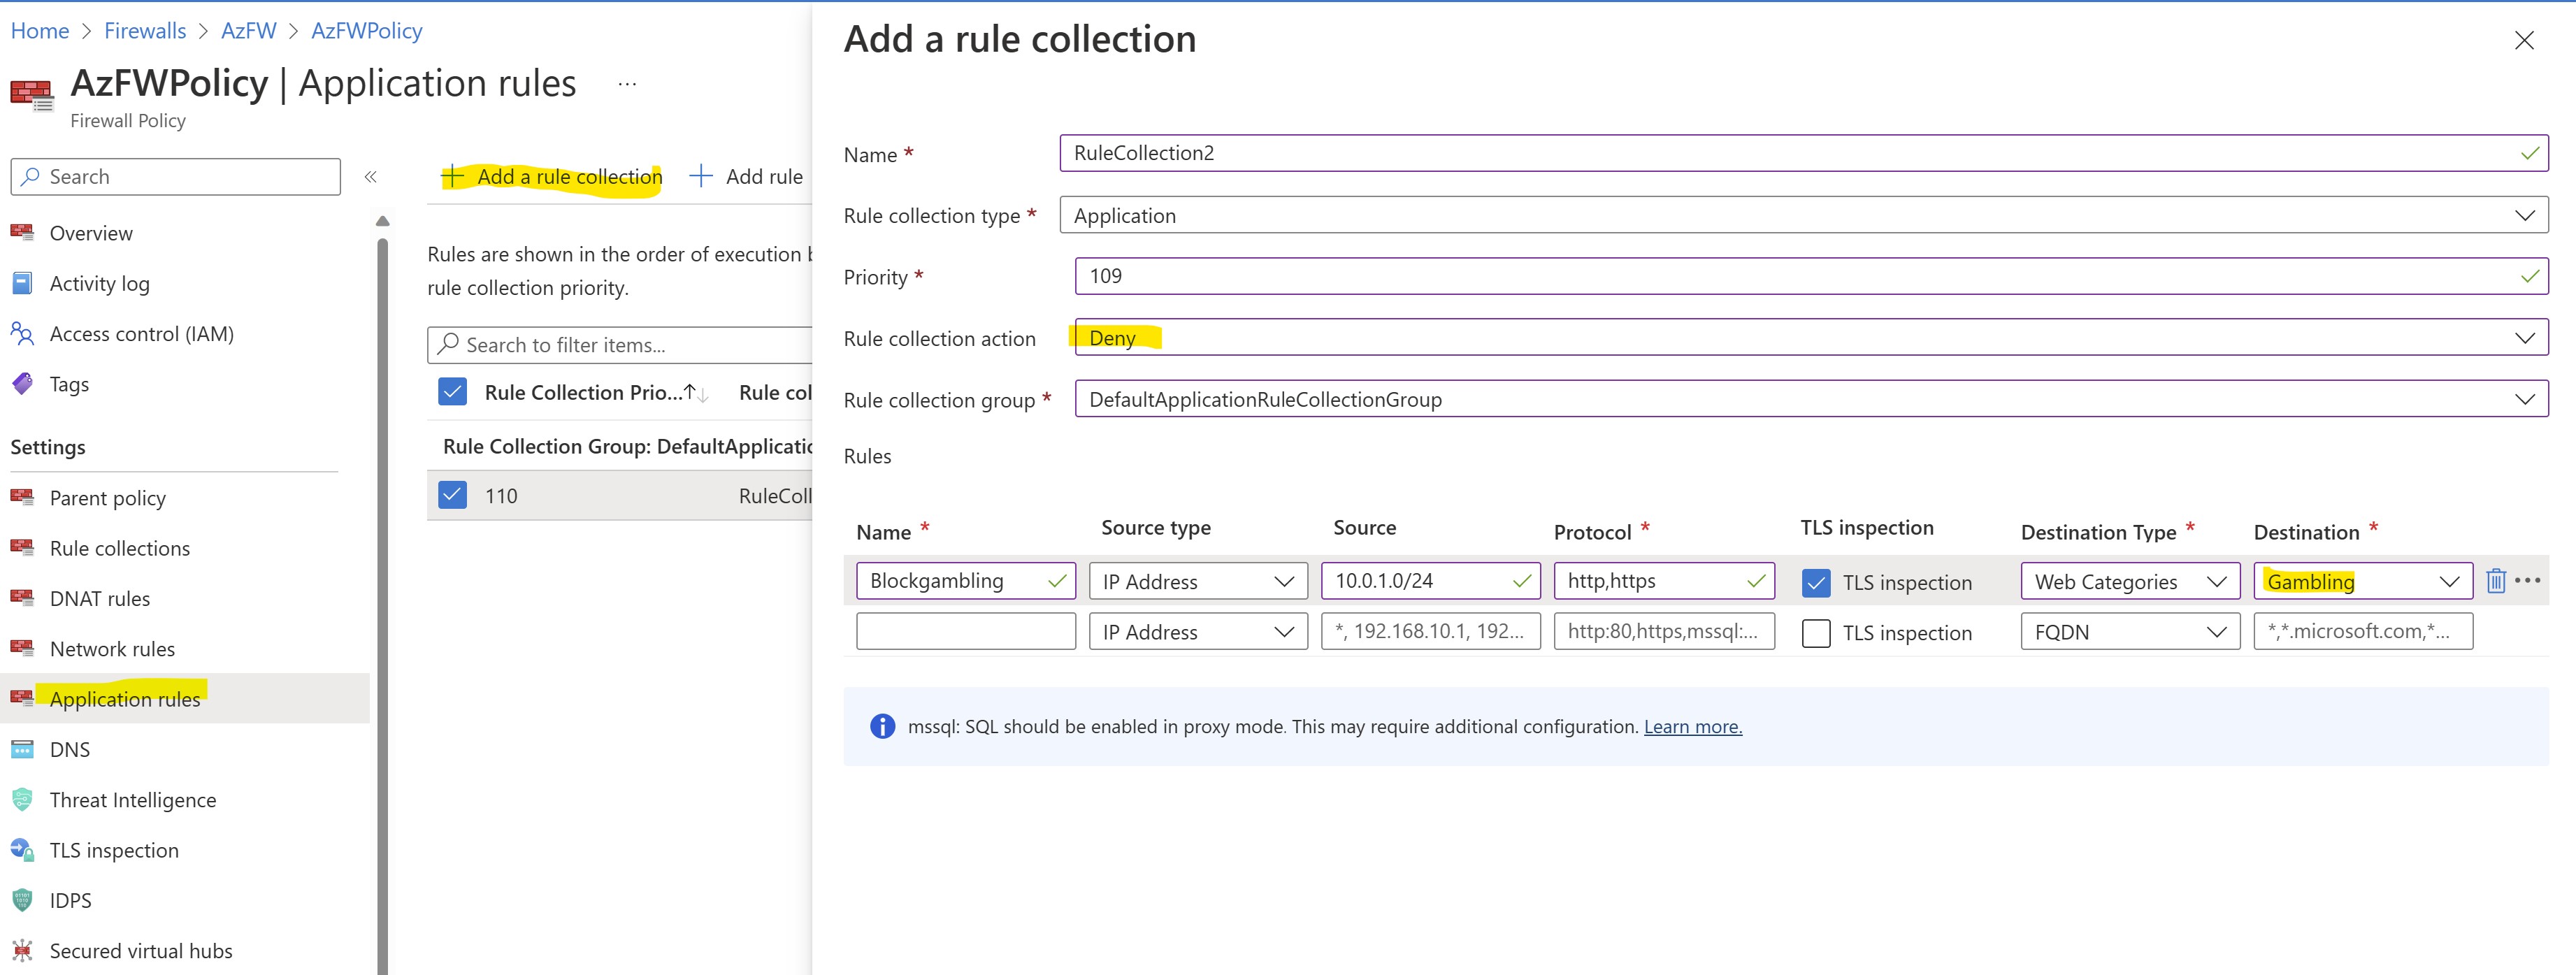 Home > Firewalls > AzFW > AzFWPolicy
AzFWPolicy | Application rules ...
Firewall Policy
Search
«
Overview
Activity log
Access control (IAM)
Tags
Settings
Parent policy
Rule collections
DNAT rules
Network rules
Application rules
DNS
Threat Intelligence
TLS inspection
IDPS
Secured virtual hubs
+ Add a rule collection + Add rule
Rules are shown in the order of execution
rule collection priority.
Search to filter items...
Rule Collection Prio...↑↓ Rule
Rule Collection Group:
110
Add a rule collection
Name * RuleCollection2
Rule collection type * Application
Priority * 109
Rule collection action Deny
Rule collection group * DefaultApplicationRuleCollectionGroup
Rules
Name * Source type Source Protocol * TLS inspection Destination Type * Destination *
Blockgambling IP Address 10.0.1.0/24 http,https TLS inspection Web Categories Gambling ...
IP Address *, 192.168.10.1, 192... http:80,https,mssql:... TLS inspection FQDN *,*.microsoft.com,*...
mssql: SQL should be enabled in proxy mode. This may require additional configuration. Learn more.